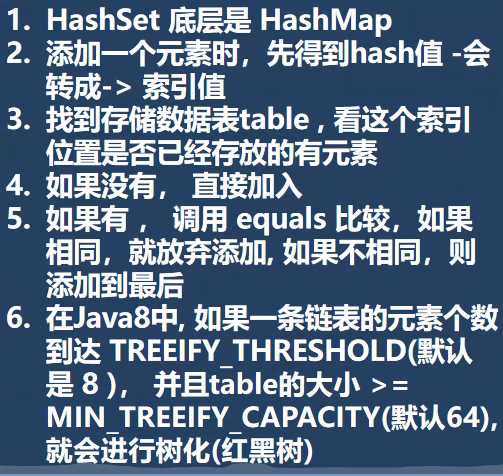 1. HashSet 底层是 HashMap
2. 添加一个元素时，先得到hash值 -会
转成-> 索引值
3. 找到存储数据表table , 看这个索引
位置是否已经存放的有元素
4. 如果没有， 直接加入
5. 如果有 ， 调用 equals 比较，如果
相同，就放弃添加, 如果不相同，则
添加到最后
6. 在Java8中, 如果一条链表的元素个数
到达 TREEIFY_THRESHOLD(默认
是 8 )， 并且table的大小 >=
MIN_TREEIFY_CAPACITY(默认64),
就会进行树化(红黑树)